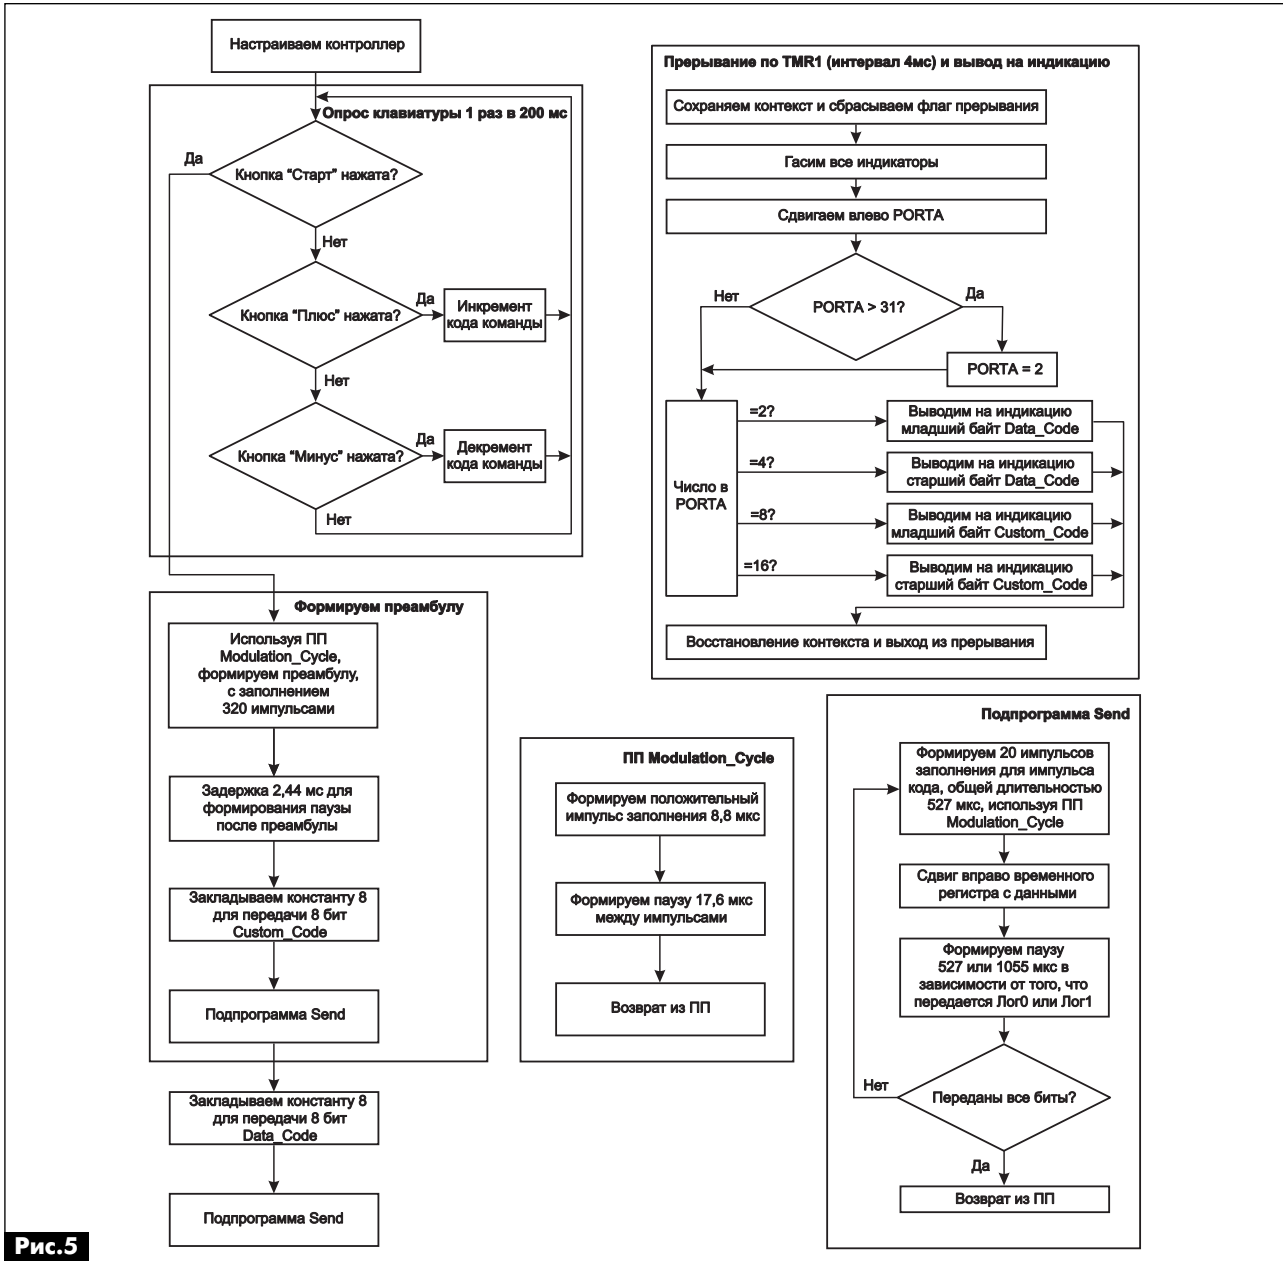 Настраиваем контроллер
Опрос клавиатуры 1 раз в 200 мс
Да
Кнопка “Старт” нажата?
Нет
Кнопка “Плюс” нажата?
Да
Инкремент
кода команды
Нет
Кнопка “Минус” нажата?
Да
Декремент
кода команды
Нет
Формируем преамбулу
Используя ПП
Modulation_Cycle,
формируем преамбулу,
с заполнением
320 импульсами
Задержка 2,44 мс для
формирования паузы
после преамбулы
Закладываем константу 8
для передачи 8 бит
Custom_Code
Подпрограмма Send
Закладываем константу 8
для передачи 8 бит
Data_Code
Подпрограмма Send
Прерывание по TMR1 (интервал 4мс) и вывод на индикацию
Сохраняем контекст и сбрасываем флаг прерывания
Гасим все индикаторы
Сдвигаем влево PORTA
Нет
PORTA > 31?
Да
PORTA = 2
Число в
PORTA
=2?
Выводим на индикацию
младший байт Data_Code
=4?
Выводим на индикацию
старший байт Data_Code
=8?
Выводим на индикацию
младший байт Custom_Code
=16?
Выводим на индикацию
старший байт Custom_Code
Восстановление контекста и выход из прерывания
ПП Modulation_Cycle
Формируем положительный
импульс заполнения 8,8 мкс
Формируем паузу 17,6 мкс
между импульсами
Возврат из ПП
Подпрограмма Send
Формируем 20 импульсов
заполнения для импульса
кода, общей длительностью
527 мкс, используя ПП
Modulation_Cycle
Сдвиг вправо временного
регистра с данными
Формируем паузу
527 или 1055 мкс в
зависимости от того, что
передается Лог0 или Лог1
Нет
Переданы все биты?
Да
Возврат из ПП
Рис.5